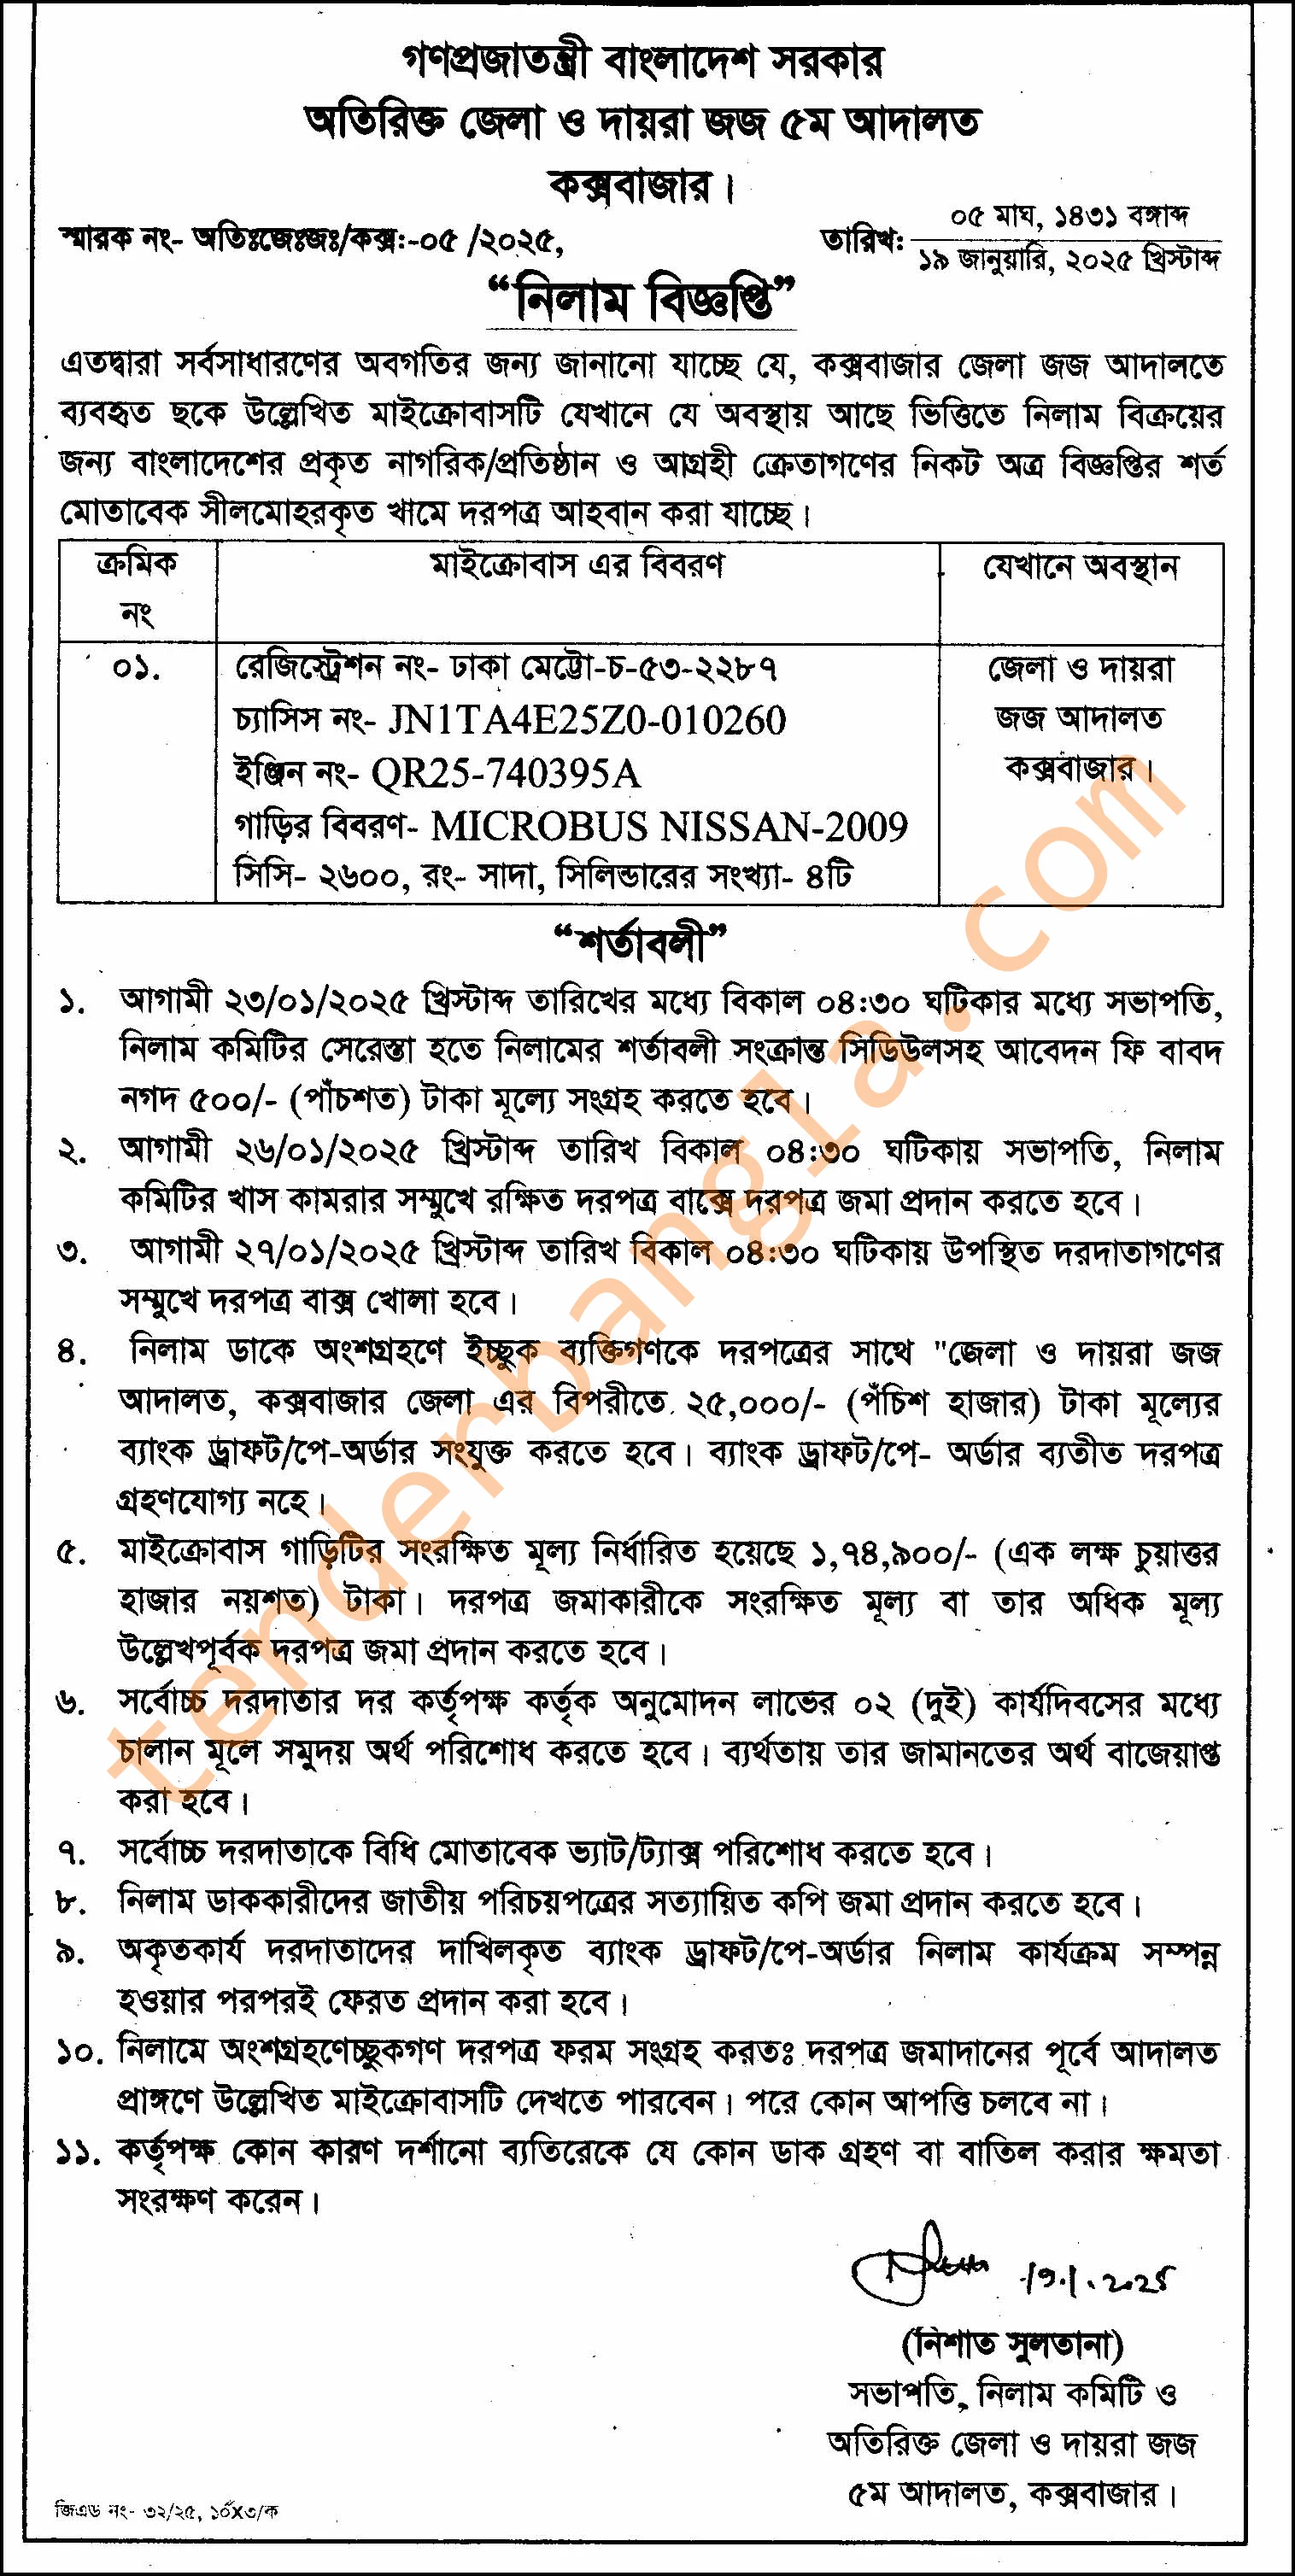 গণপ্রজাতন্ত্রী বাংলাদেশ সরকার
অতিরিক্ত জেলা ও দায়রা জজ ৫ম আদালত
কক্সবাজার।
স্মারক নং- অতিঃজেঃজঃ/কক্স:-০৫ /২০২৫,
তারিখ: ০৫ মাঘ, ১৪৩১ বঙ্গাব্দ
১৯ জানুয়ারি, ২০২৫ খ্রিস্টাব্দ
“নিলাম বিজ্ঞপ্তি”
এতদ্বারা সর্বসাধারণের অবগতির জন্য জানানো যাচ্ছে যে, কক্সবাজার জেলা জজ আদালতে
ব্যবহৃত ছকে উল্লেখিত মাইক্রোবাসটি যেখানে যে অবস্থায় আছে ভিত্তিতে নিলাম বিক্রয়ের
জন্য বাংলাদেশের প্রকৃত নাগরিক/প্রতিষ্ঠান ও আগ্রহী ক্রেতাগণের নিকট অত্র বিজ্ঞপ্তির শর্ত
মোতাবেক সীলমোহরকৃত খামে দরপত্র আহবান করা যাচ্ছে।
ক্রমিক নং
মাইক্রোবাস এর বিবরণ
যেখানে অবস্থান
০১.
রেজিস্ট্রেশন নং- ঢাকা মেট্টো-চ-৫৩-২২৮৭
চ্যাসিস নং- JN1TA4E25Z0-010260
ইঞ্জিন নং- QR25-740395A
গাড়ির বিবরণ- MICROBUS NISSAN-2009
সিসি- ২৬০০, রং- সাদা, সিলিন্ডারের সংখ্যা- ৪টি
জেলা ও দায়রা
জজ আদালত
কক্সবাজার।
“শর্তাবলী”
১. আগামী ২৩/০১/২০২৫ খ্রিস্টাব্দ তারিখের মধ্যে বিকাল ০৪:৩০ ঘটিকার মধ্যে সভাপতি,
নিলাম কমিটির সেরেস্তা হতে নিলামের শর্তাবলী সংক্রান্ত সিডিউলসহ আবেদন ফি বাবদ
নগদ ৫০০/- (পাঁচশত) টাকা মূল্যে সংগ্রহ করতে হবে।
২. আগামী ২৬/০১/২০২৫ খ্রিস্টাব্দ তারিখ বিকাল ০৪:৩০ ঘটিকায় সভাপতি, নিলাম
কমিটির খাস কামরার সম্মুখে রক্ষিত দরপত্র বাক্সে দরপত্র জমা প্রদান করতে হবে।
৩. আগামী ২৭/০১/২০২৫ খ্রিস্টাব্দ তারিখ বিকাল ০৪:৩০ ঘটিকায় উপস্থিত দরদাতাগণের
সম্মুখে দরপত্র বাক্স খোলা হবে।
৪. নিলাম ডাকে অংশগ্রহণে ইচ্ছুক ব্যক্তিগণকে দরপত্রের সাথে "জেলা ও দায়রা জজ
আদালত, কক্সবাজার জেলা এর বিপরীতে ২৫,০০০/- (পঁচিশ হাজার) টাকা মূল্যের
ব্যাংক ড্রাফট/পে-অর্ডার সংযুক্ত করতে হবে। ব্যাংক ড্রাফট/পে- অর্ডার ব্যতীত দরপত্র
গ্রহণযোগ্য নহে।
৫. মাইক্রোবাস গাড়িটির সংরক্ষিত মূল্য নির্ধারিত হয়েছে ১,৭৪,৯০০/- (এক লক্ষ চুয়াত্তর
হাজার নয়শত) টাকা। দরপত্র জমাকারীকে সংরক্ষিত মূল্য বা তার অধিক মূল্য
উল্লেখপূর্বক দরপত্র জমা প্রদান করতে হবে।
৬. সর্বোচ্চ দরদাতার দর কর্তৃপক্ষ কর্তৃক অনুমোদন লাভের ০২ (দুই) কার্যদিবসের মধ্যে
চালান মূলে সমুদয় অর্থ পরিশোধ করতে হবে। ব্যর্থতায় তার জামানতের অর্থ বাজেয়াপ্ত
করা হবে।
৭. সর্বোচ্চ দরদাতাকে বিধি মোতাবেক ভ্যাট/ট্যাক্স পরিশোধ করতে হবে।
৮. নিলাম ডাককারীদের জাতীয় পরিচয়পত্রের সত্যায়িত কপি জমা প্রদান করতে হবে।
৯. অকৃতকার্য দরদাতাদের দাখিলকৃত ব্যাংক ড্রাফট/পে-অর্ডার নিলাম কার্যক্রম সম্পন্ন
হওয়ার পরপরই ফেরত প্রদান করা হবে।
১০. নিলামে অংশগ্রহণেচ্ছুকগণ দরপত্র ফরম সংগ্রহ করতঃ দরপত্র জমাদানের পূর্বে আদালত
প্রাঙ্গণে উল্লেখিত মাইক্রোবাসটি দেখতে পারবেন। পরে কোন আপত্তি চলবে না।
১১. কর্তৃপক্ষ কোন কারণ দর্শানো ব্যতিরেকে যে কোন ডাক গ্রহণ বা বাতিল করার ক্ষমতা
সংরক্ষণ করেন।
19.1.2025
(নিশাত সুলতানা)
সভাপতি, নিলাম কমিটি ও
অতিরিক্ত জেলা ও দায়রা জজ
৫ম আদালত, কক্সবাজার।
জিএড নং- ৩২/২৫, ১০x৩/ক
tenderbangla.com